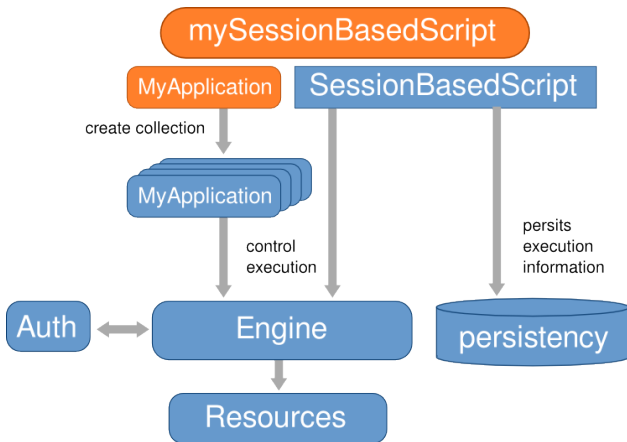 mySessionBasedScript
MyApplication
SessionBasedScript
create collection
MyApplication
control
execution
persits
execution
information
Auth
Engine
persistency
Resources